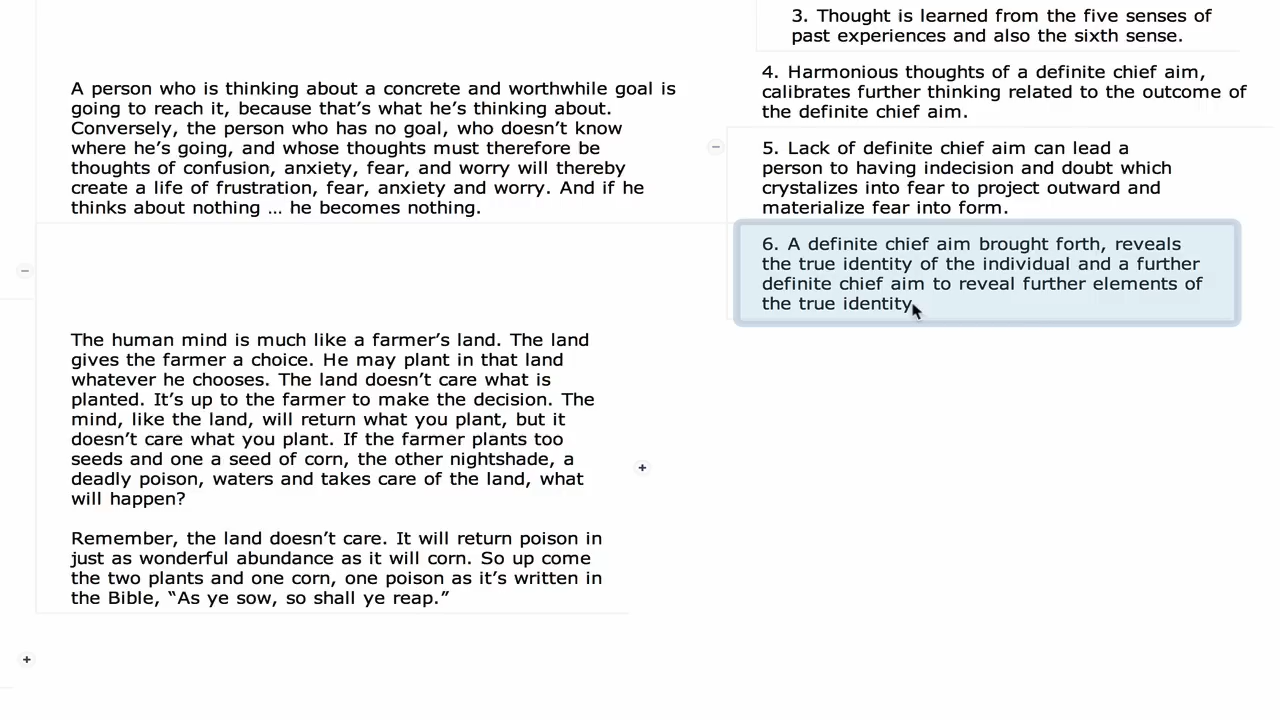 A person who is thinking about a concrete and worthwhile goal is
going to reach it, because that’s what he’s thinking about.
Conversely, the person who has no goal, who doesn’t know
where he’s going, and whose thoughts must therefore be
thoughts of confusion, anxiety, fear, and worry will thereby
create a life of frustration, fear, anxiety and worry. And if he
thinks about nothing … he becomes nothing.
The human mind is much like a farmer’s land. The land
gives the farmer a choice. He may plant in that land
whatever he chooses. The land doesn’t care what is
planted. It’s up to the farmer to make the decision. The
mind, like the land, will return what you plant, but it
doesn’t care what you plant. If the farmer plants too
seeds and one a seed of corn, the other nightshade, a
deadly poison, waters and takes care of the land, what
will happen?
Remember, the land doesn’t care. It will return poison in
just as wonderful abundance as it will corn. So up come
the two plants and one corn, one poison as it’s written in
the Bible, “As ye sow, so shall ye reap.”
3. Thought is learned from the five senses of
past experiences and also the sixth sense.
4. Harmonious thoughts of a definite chief aim,
calibrates further thinking related to the outcome of
the definite chief aim.
5. Lack of definite chief aim can lead a
person to having indecision and doubt which
crystalizes into fear to project outward and
materialize fear into form.
6. A definite chief aim brought forth, reveals
the true identity of the individual and a further
definite chief aim to reveal further elements of
the true identity.